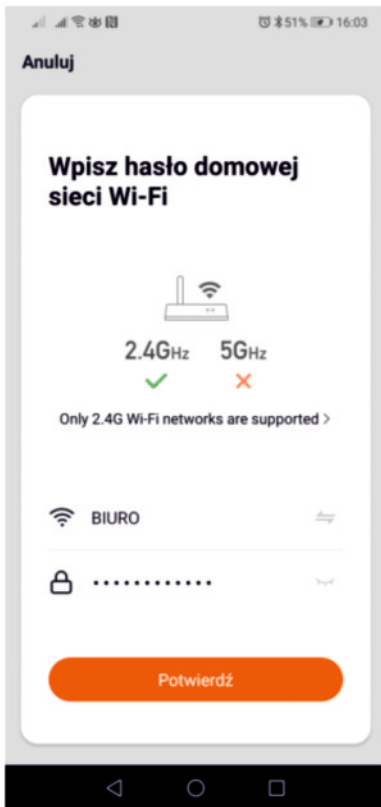 51% 16:03
Anuluj
Wpisz hasło domowej
sieci Wi-Fi
2.4GHz 5GHz
Only 2.4G Wi-Fi networks are supported >
BIURO
••••••••••••
Potwierdź